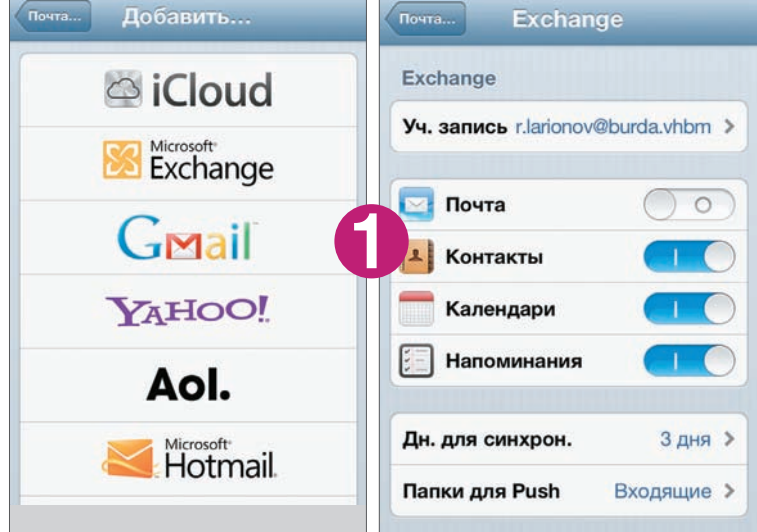 Почта...
Добавить...
iCloud
Microsoft
Exchange
Gmail
YAHOO!
Aol.
Microsoft
Hotmail
1
Почта...
Exchange
Exchange
Уч. запись r.larionov@burda.vhbm
Почта
Контакты
Календари
Напоминания
Дн. для синхрон. 3 дня
Папки для Push Входящие